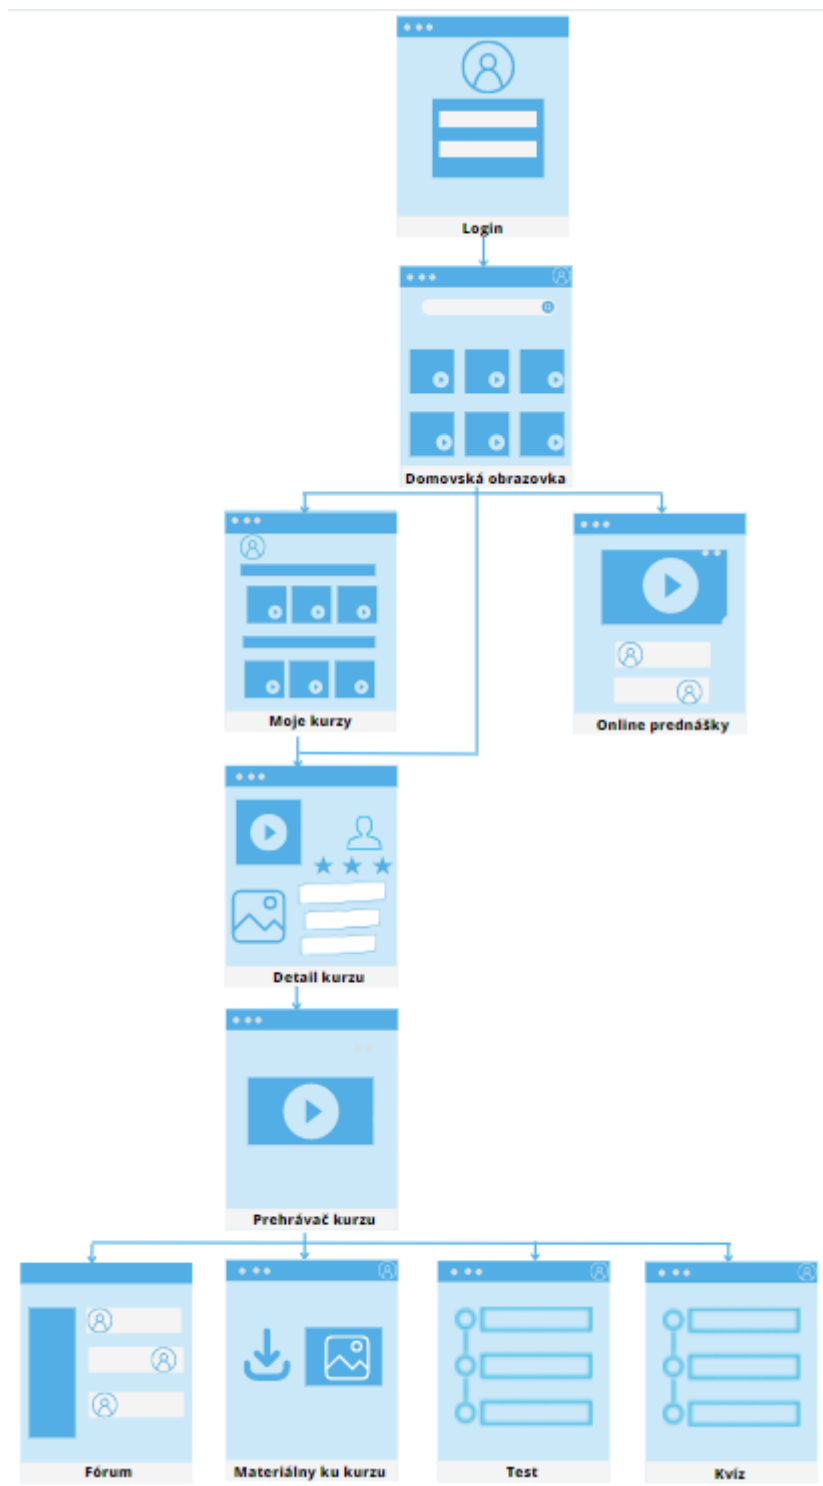 Login
Domovská obrazovka
Moje kurzy
Online prednášky
Detail kurzu
Prehrávač kurzu
Fórum
Materiálny ku kurzu
Test
Kvíz